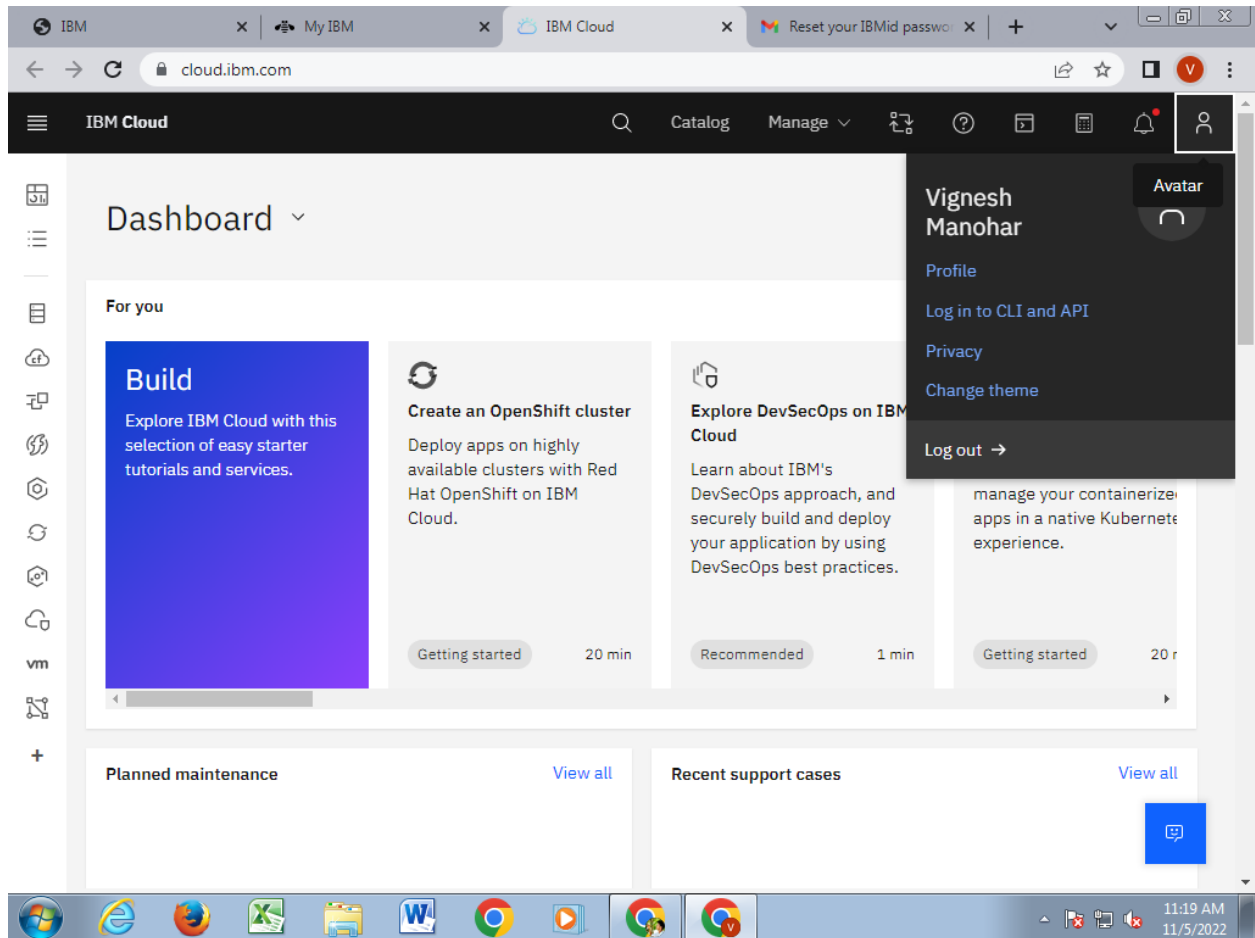 IBM
My IBM
IBM Cloud
Reset your IBMid passwo
cloud.ibm.com
V
IBM Cloud
Catalog
Manage
Vignesh
Manohar
Avatar
Profile
Log in to CLI and API
Privacy
Change theme
Log out →
Dashboard
For you
Build
Explore IBM Cloud with this
selection of easy starter
tutorials and services.
Create an OpenShift cluster
Deploy apps on highly
available clusters with Red
Hat OpenShift on IBM
Cloud.
Getting started
20 min
Explore DevSecOps on IBM
Cloud
Learn about IBM's
DevSecOps approach, and
securely build and deploy
your application by using
DevSecOps best practices.
Recommended
1 min
manage your containerize
apps in a native Kubernete
experience.
Getting started
20
cf
vm
Planned maintenance
View all
Recent support cases
View all
11:19 AM
11/5/2022